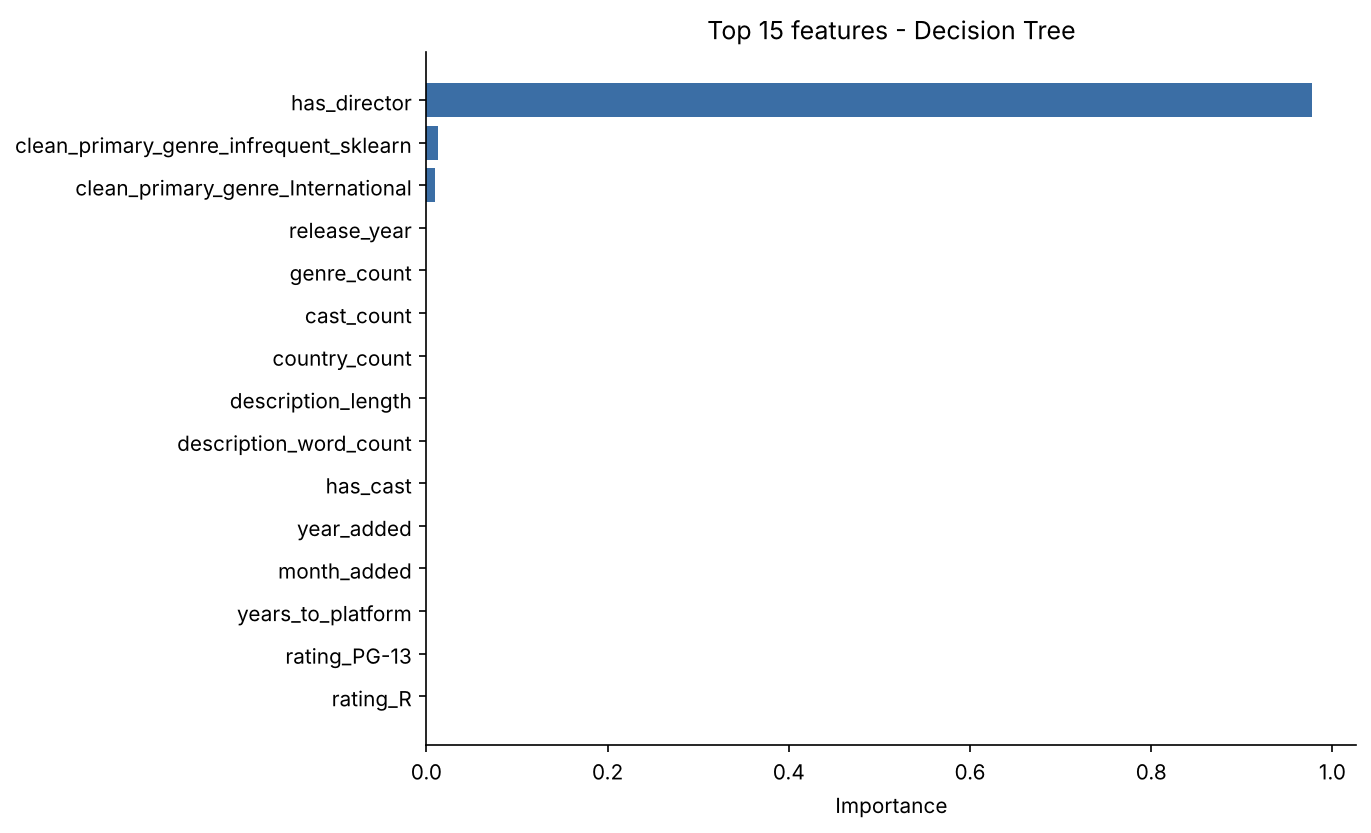 Top 15 features - Decision Tree
has_director
clean_primary_genre_infrequent_sklearn
clean_primary_genre_International
release_year
genre_count
cast_count
country_count
description_length
description_word_count
has_cast
year_added
month_added
years_to_platform
rating_PG-13
rating_R
0.0 0.2 0.4 0.6 0.8 1.0
Importance